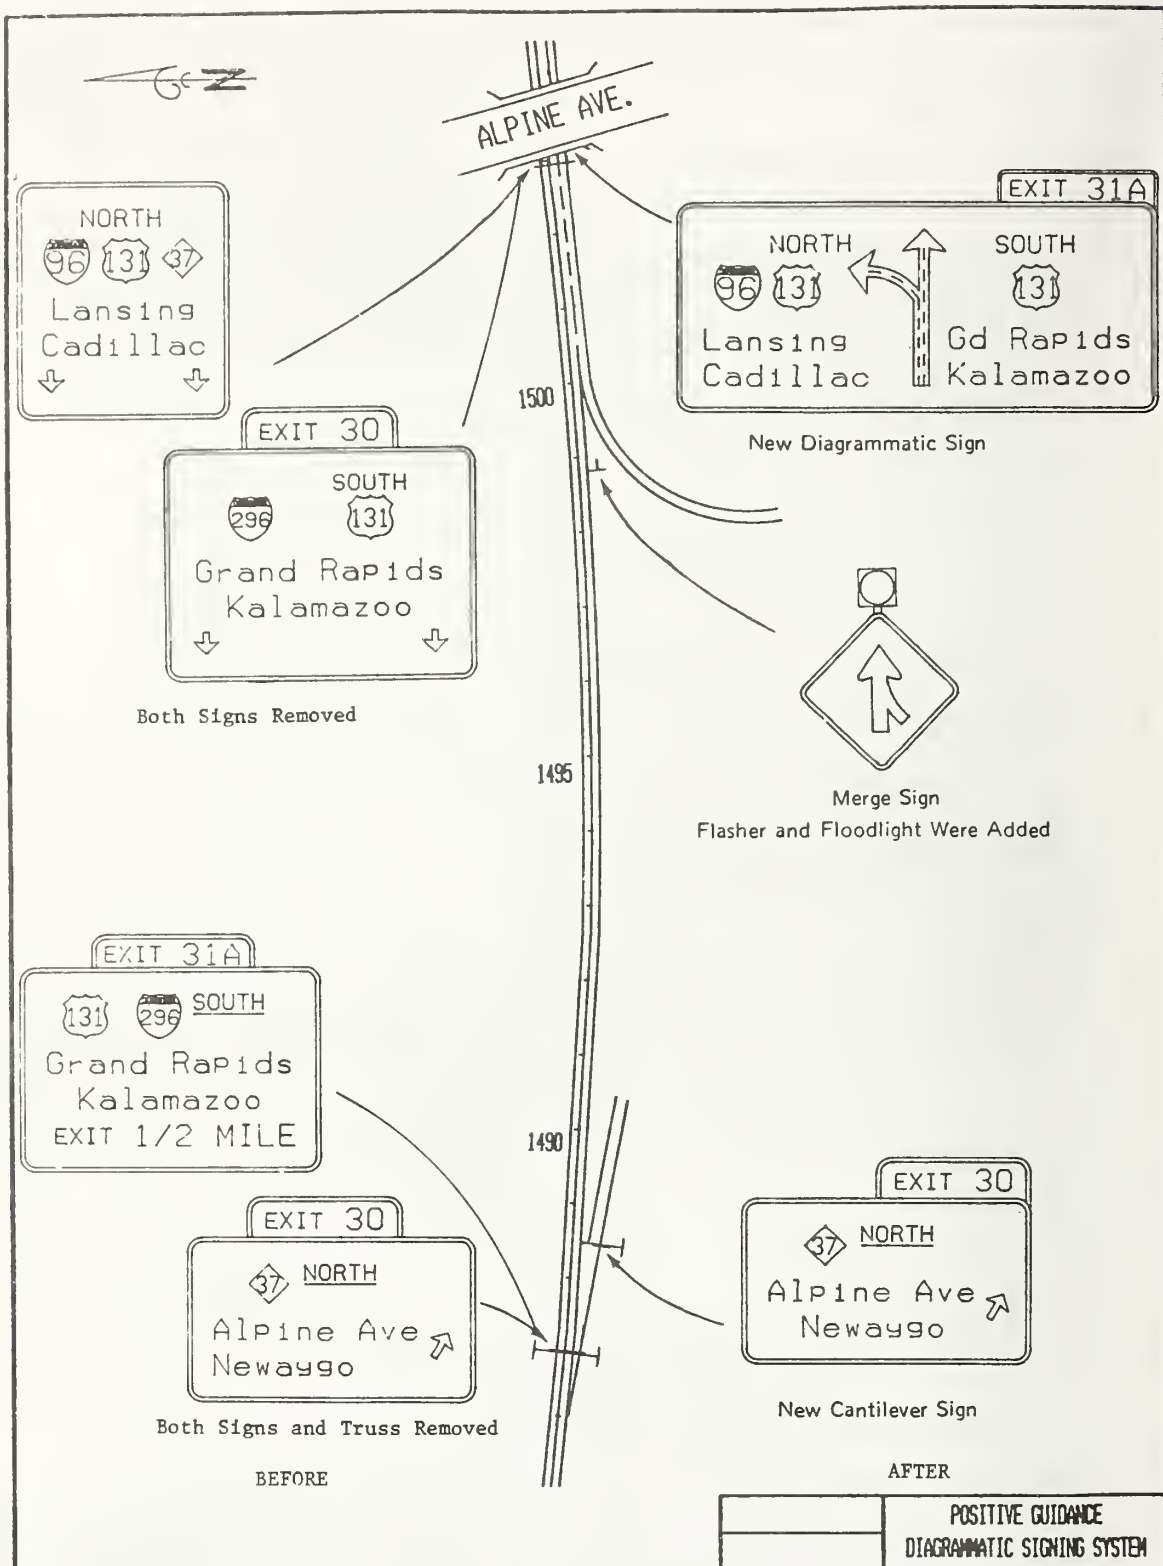 N
ALPINE AVE.
NORTH
96 131 37
Lansing
Cadillac
EXIT 30
SOUTH
296 131
Grand Rapids
Kalamazoo
Both Signs Removed
EXIT 31A
NORTH SOUTH
96 131 131
Lansing Gd Rapids
Cadillac Kalamazoo
New Diagrammatic Sign
1500
Merge Sign
Flasher and Floodlight Were Added
1495
EXIT 31A
131 296 SOUTH
Grand Rapids
Kalamazoo
EXIT 1/2 MILE
1490
EXIT 30
37 NORTH
Alpine Ave
Newaygo
Both Signs and Truss Removed
BEFORE
EXIT 30
37 NORTH
Alpine Ave
Newaygo
New Cantilever Sign
AFTER
POSITIVE GUIDANCE
DIAGRAMMATIC SIGNING SYSTEM